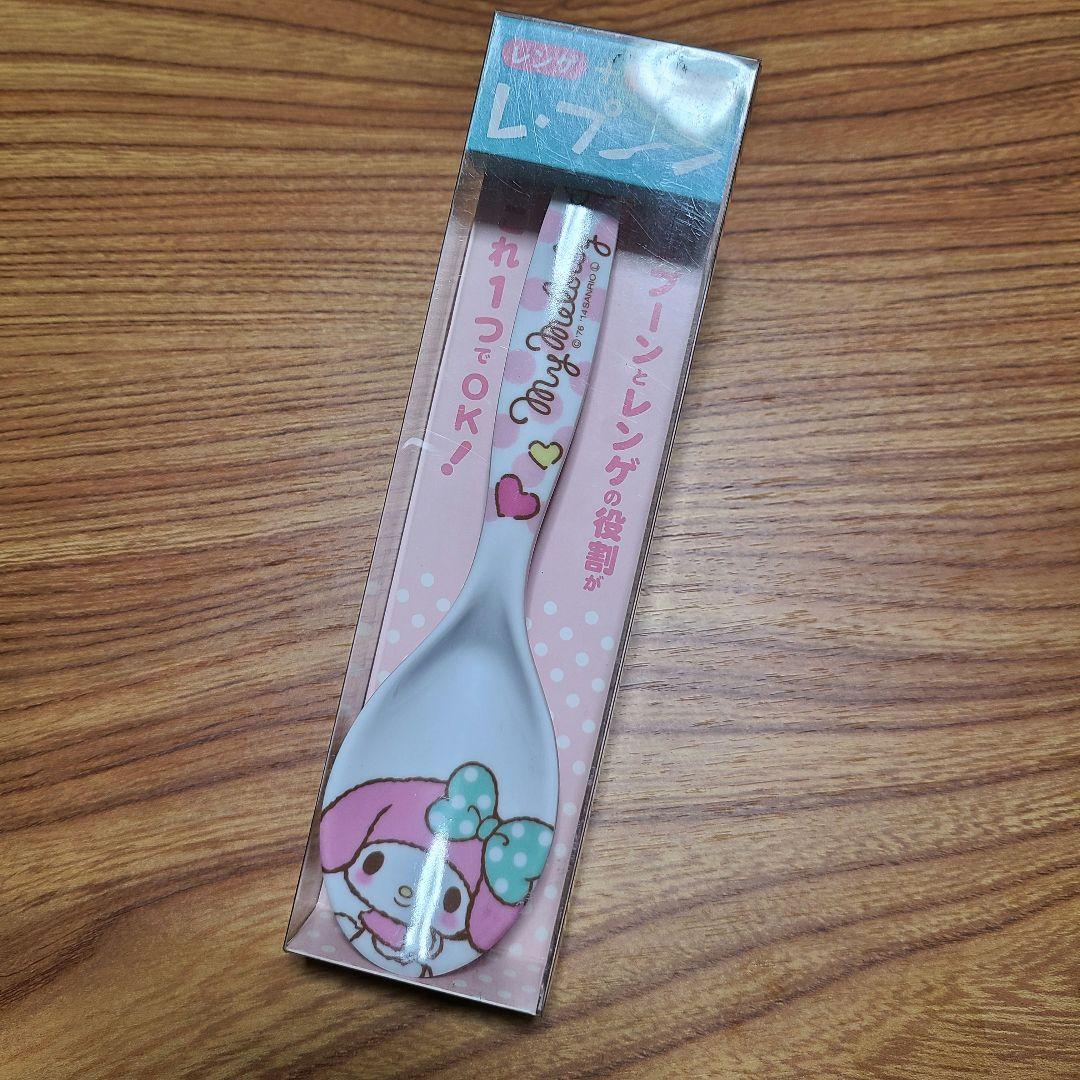 レンゲ
レ・プーン
スプーンとレンゲの役割が
これ1つでOK!
My Melody
© '76 '14 SANRIO Ⓛ